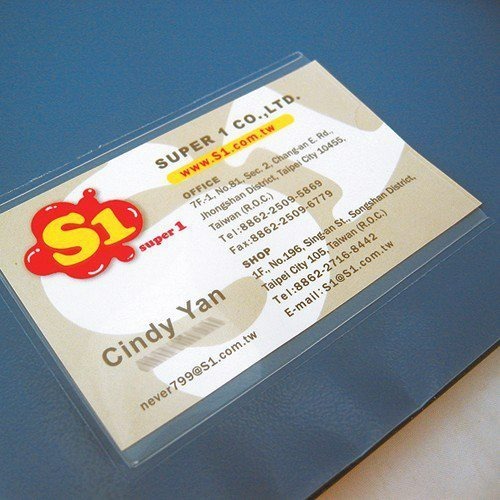 SUPER 1 CO.,LTD.
www.S1.com.tw
OFFICE
7F.-1, No.81, Sec. 2, Chang-an E. Rd.,
Jhongshan District, Taipei City 10455,
Taiwan (R.O.C.)
Tel:8862-2509-5869
Fax:8862-2509-6779
SHOP
1F., No.196, Sing-an St. Songshan District,
Taipei City 105, Taiwan (R.O.C.)
Tel:8862-2716-8442
E-mail:S1@S1.com.tw
S1
super 1
Cindy Yan
never799@S1.com.tw